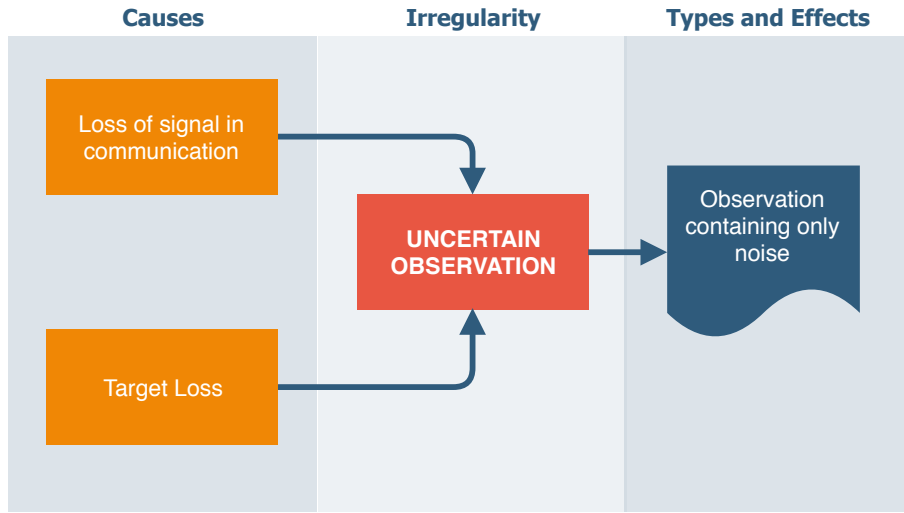 Causes
Irregularity
Types and Effects
Loss of signal in
communication
UNCERTAIN
OBSERVATION
Observation
containing only
noise
Target Loss